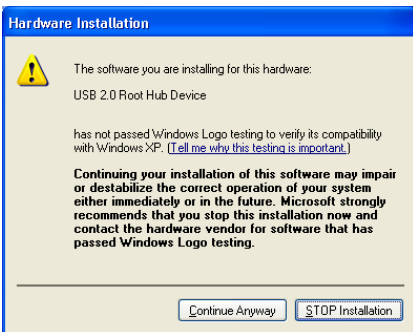 Hardware Installation
The software you are installing for this hardware:
USB 2.0 Root Hub Device
has not passed Windows Logo testing to verify its compatibility
with Windows XP. (Tell me why this testing is important.)
Continuing your installation of this software may impair
or destabilize the correct operation of your system
either immediately or in the future. Microsoft strongly
recommends that you stop this installation now and
contact the hardware vendor for software that has
passed Windows Logo testing.
Continue Anyway
STOP Installation